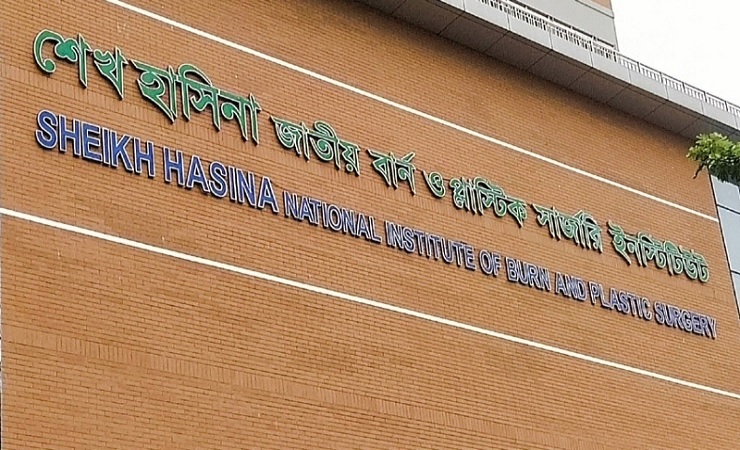 শেখ হাসিনা জাতীয় বার্ন ও প্লাস্টিক সার্জারি ইনস্টিটিউট
SHEIKH HASINA NATIONAL INSTITUTE OF BURN AND PLASTIC SURGERY